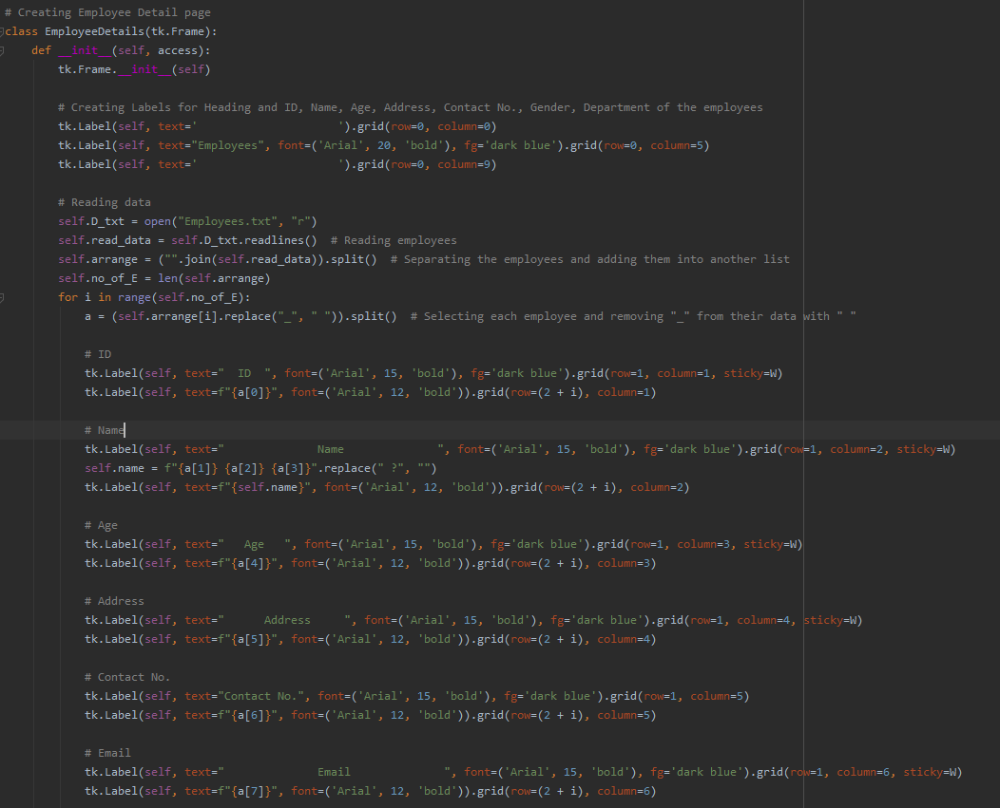 # Creating Employee Detail page
class EmployeeDetails(tk.Frame):
    def __init__(self, access):
        tk.Frame.__init__(self)

        # Creating Labels for Heading and ID, Name, Age, Address, Contact No., Gender, Department of the employees
        tk.Label(self, text='                     ').grid(row=0, column=0)
        tk.Label(self, text="Employees", font=('Arial', 20, 'bold'), fg='dark blue').grid(row=0, column=5)
        tk.Label(self, text='                     ').grid(row=0, column=9)

        # Reading data
        self.D_txt = open("Employees.txt", "r")
        self.read_data = self.D_txt.readlines()  # Reading employees
        self.arrange = ("".join(self.read_data)).split()  # Separating the employees and adding them into another list
        self.no_of_E = len(self.arrange)
        for i in range(self.no_of_E):
            a = (self.arrange[i].replace("_", " ")).split()  # Selecting each employee and removing "_" from their data with " "

            # ID
            tk.Label(self, text="  ID  ", font=('Arial', 15, 'bold'), fg='dark blue').grid(row=1, column=1, sticky=W)
            tk.Label(self, text=f"{a[0]}", font=('Arial', 12, 'bold')).grid(row=(2 + i), column=1)

            # Name
            tk.Label(self, text="              Name              ", font=('Arial', 15, 'bold'), fg='dark blue').grid(row=1, column=2, sticky=W)
            self.name = f"{a[1]} {a[2]} {a[3]}".replace(" ?", "")
            tk.Label(self, text=f"{self.name}", font=('Arial', 12, 'bold')).grid(row=(2 + i), column=2)

            # Age
            tk.Label(self, text="   Age   ", font=('Arial', 15, 'bold'), fg='dark blue').grid(row=1, column=3, sticky=W)
            tk.Label(self, text=f"{a[4]}", font=('Arial', 12, 'bold')).grid(row=(2 + i), column=3)

            # Address
            tk.Label(self, text="      Address     ", font=('Arial', 15, 'bold'), fg='dark blue').grid(row=1, column=4, sticky=W)
            tk.Label(self, text=f"{a[5]}", font=('Arial', 12, 'bold')).grid(row=(2 + i), column=4)

            # Contact No.
            tk.Label(self, text="Contact No.", font=('Arial', 15, 'bold'), fg='dark blue').grid(row=1, column=5)
            tk.Label(self, text=f"{a[6]}", font=('Arial', 12, 'bold')).grid(row=(2 + i), column=5)

            # Email
            tk.Label(self, text="              Email              ", font=('Arial', 15, 'bold'), fg='dark blue').grid(row=1, column=6, sticky=W)
            tk.Label(self, text=f"{a[7]}", font=('Arial', 12, 'bold')).grid(row=(2 + i), column=6)